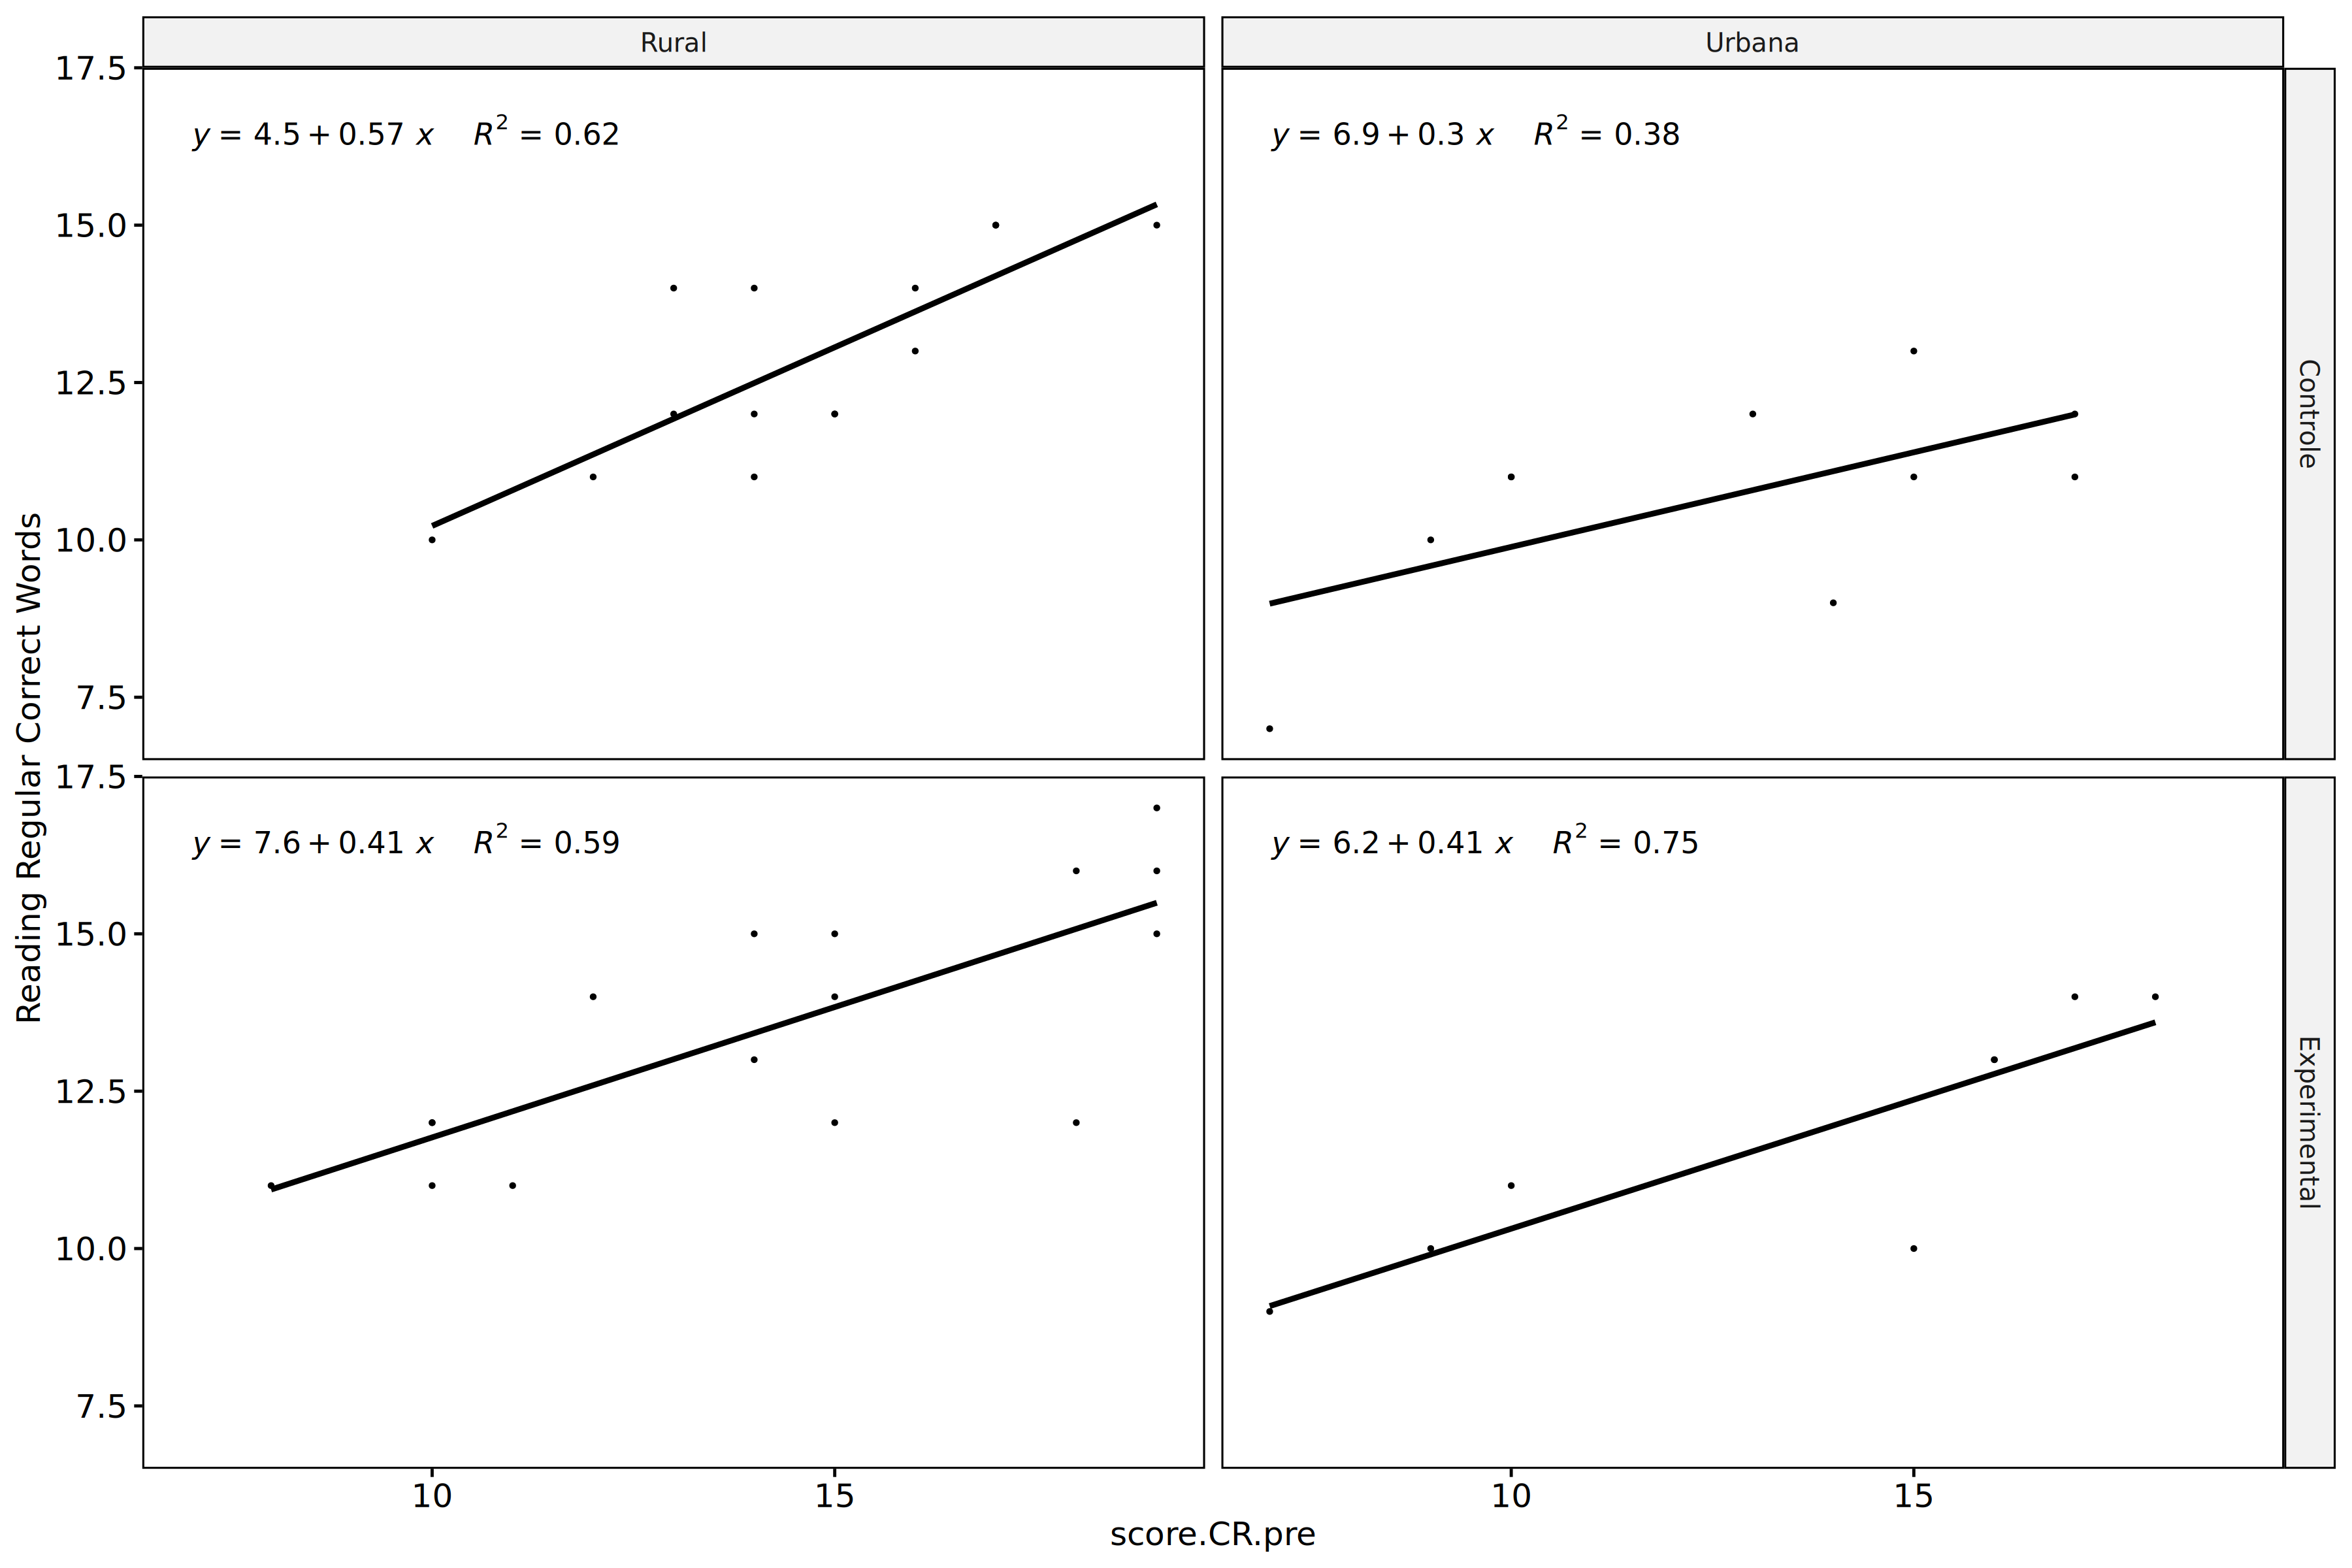 Rural
Urbana
17.5
15.0
12.5
10.0
7.5
y = 4.5 + 0.57 x R² = 0.62
y = 6.9 + 0.3 x R² = 0.38
Controle
17.5
15.0
12.5
10.0
7.5
y = 7.6 + 0.41 x R² = 0.59
y = 6.2 + 0.41 x R² = 0.75
Experimental
Reading Regular Correct Words
10 15
10 15
score.CR.pre